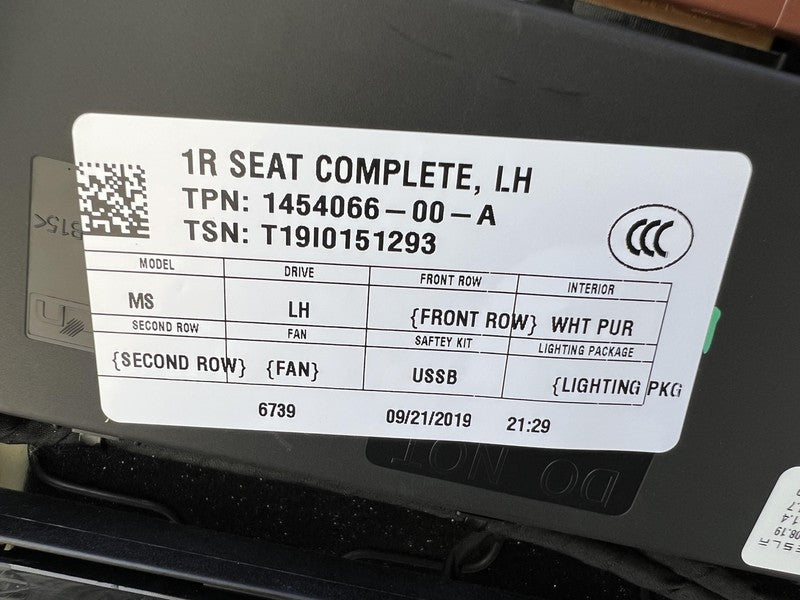 1R SEAT COMPLETE, LH
TPN: 1454066-00-A
TSN: T19I0151293
CCC
MODEL DRIVE FRONT ROW INTERIOR
MS LH {FRONT ROW} WHT PUR
SECOND ROW FAN SAFTEY KIT LIGHTING PACKAGE
{SECOND ROW} {FAN} USSB {LIGHTING PKG
6739 09/21/2019 21:29
DO NOT
TESLA